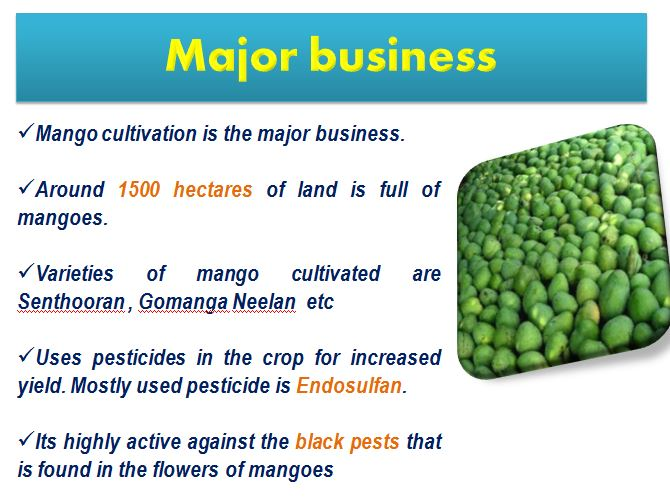 Major business
✓Mango cultivation is the major business.
✓Around 1500 hectares of land is full of
mangoes.
✓Varieties of mango cultivated are
Senthooran , Gomanga Neelan etc
✓Uses pesticides in the crop for increased
yield. Mostly used pesticide is Endosulfan.
✓Its highly active against the black pests that
is found in the flowers of mangoes